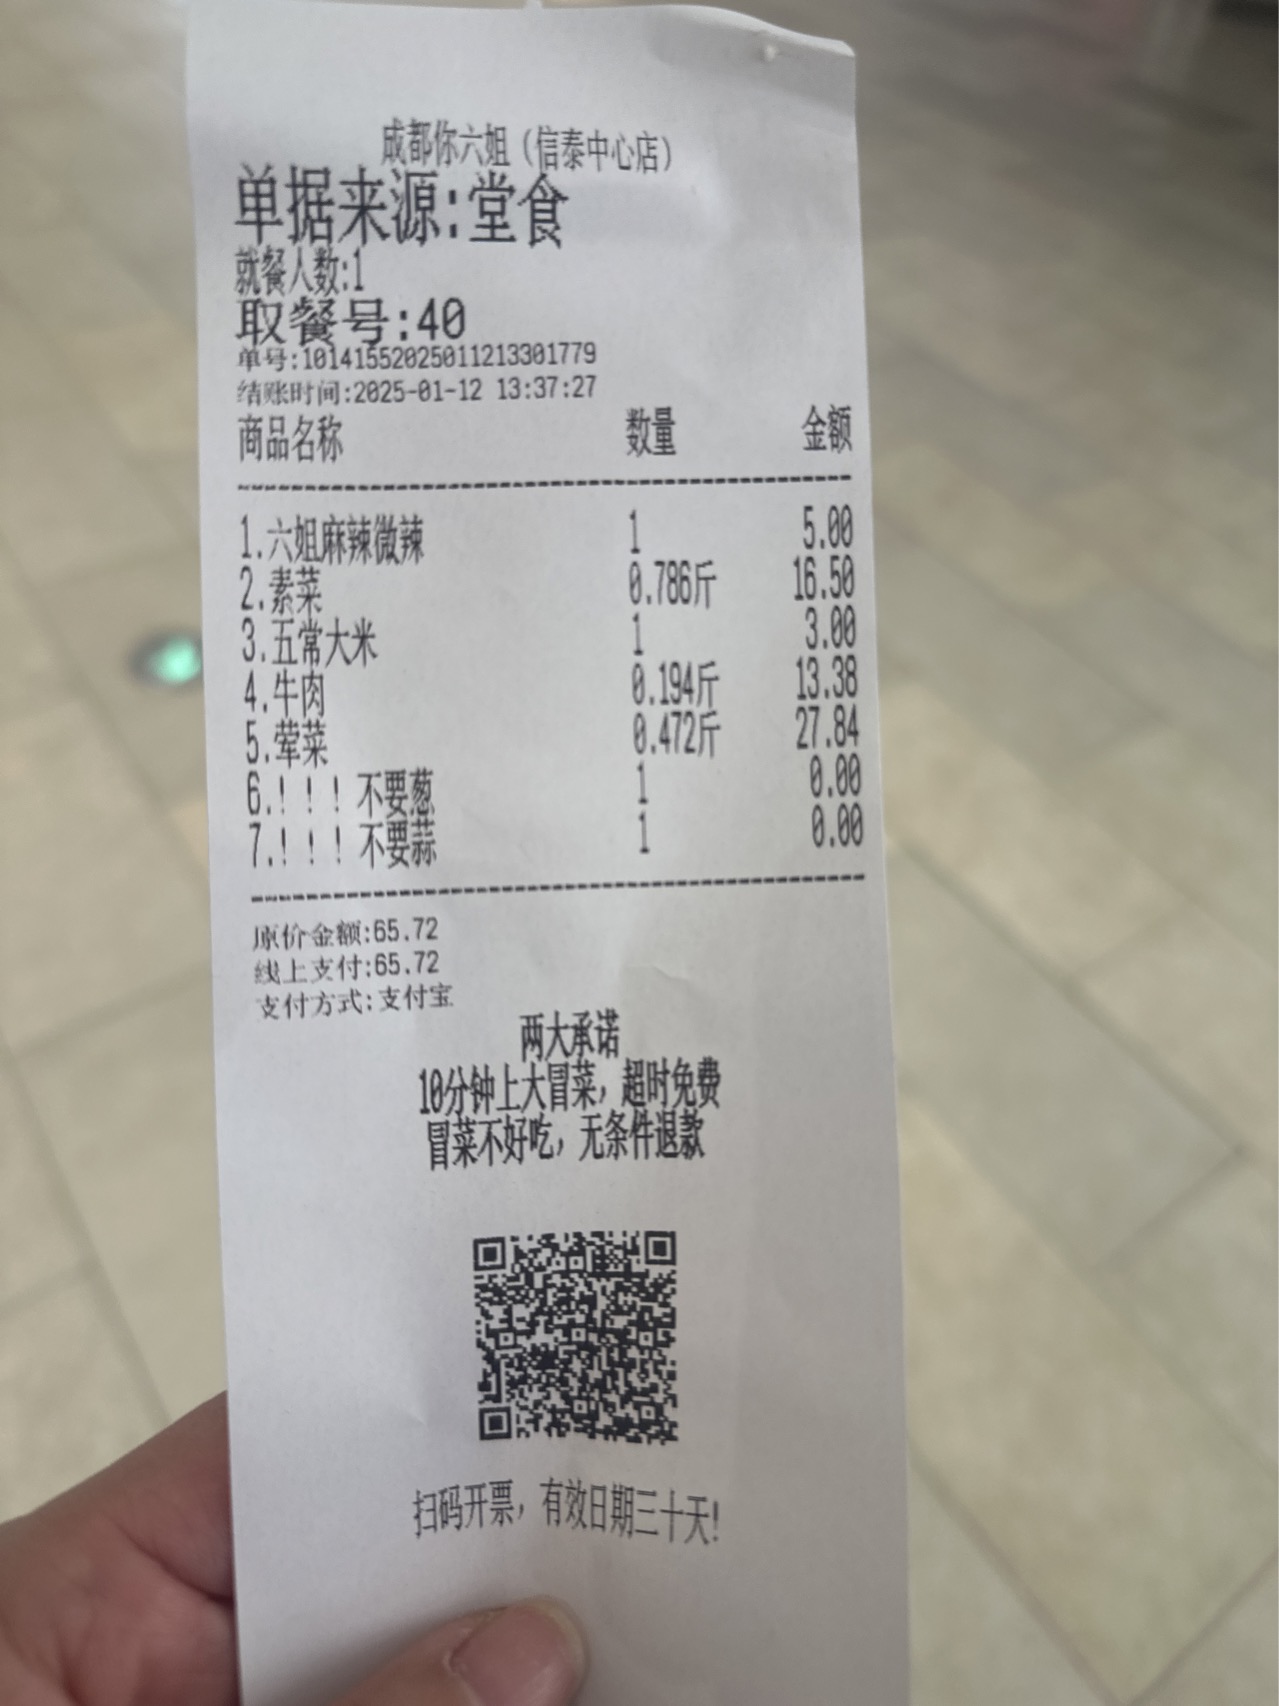 成都你六姐（信泰中心店）
单据来源:堂食
就餐人数:1
取餐号:40
单号:10141552025011213301779
结账时间:2025-01-12 13:37:27
商品名称 数量 金额
1.六姐麻辣微辣 1 5.00
2.素菜 0.786斤 16.50
3.五常大米 1 3.00
4.牛肉 0.194斤 13.38
5.荤菜 0.472斤 27.84
6.！！！不要葱 1 0.00
7.！！！不要蒜 1 0.00
原价金额:65.72
线上支付:65.72
支付方式:支付宝
两大承诺
10分钟上大冒菜，超时免费
冒菜不好吃，无条件退款
扫码开票，有效日期三十天!